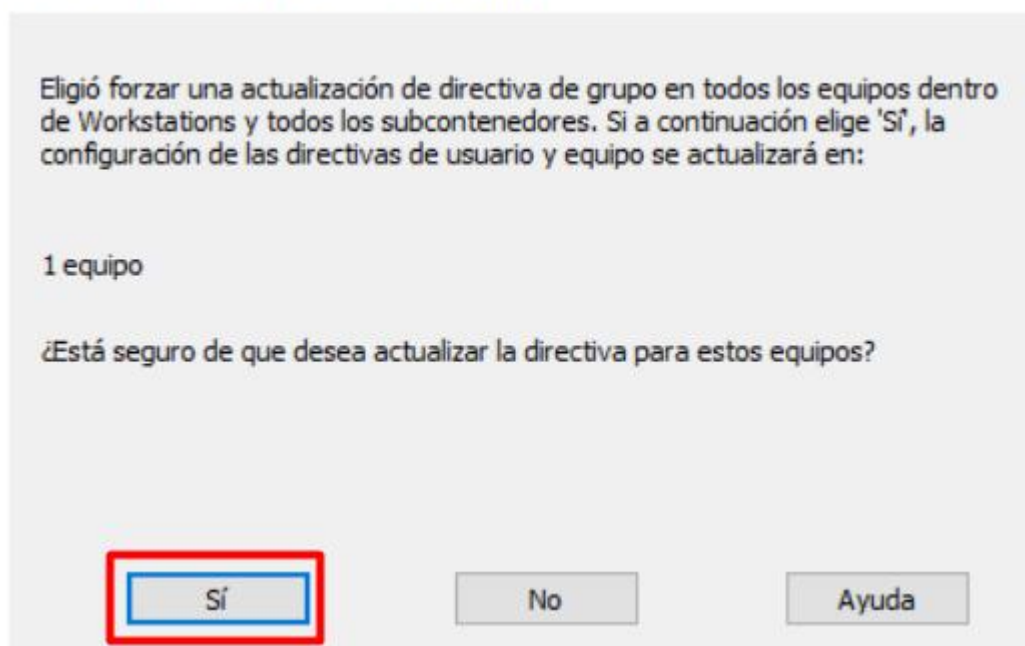 Eligió forzar una actualización de directiva de grupo en todos los equipos dentro
de Workstations y todos los subcontenedores. Si a continuación elige 'Sí', la
configuración de las directivas de usuario y equipo se actualizará en:
1 equipo
¿Está seguro de que desea actualizar la directiva para estos equipos?
Sí No Ayuda